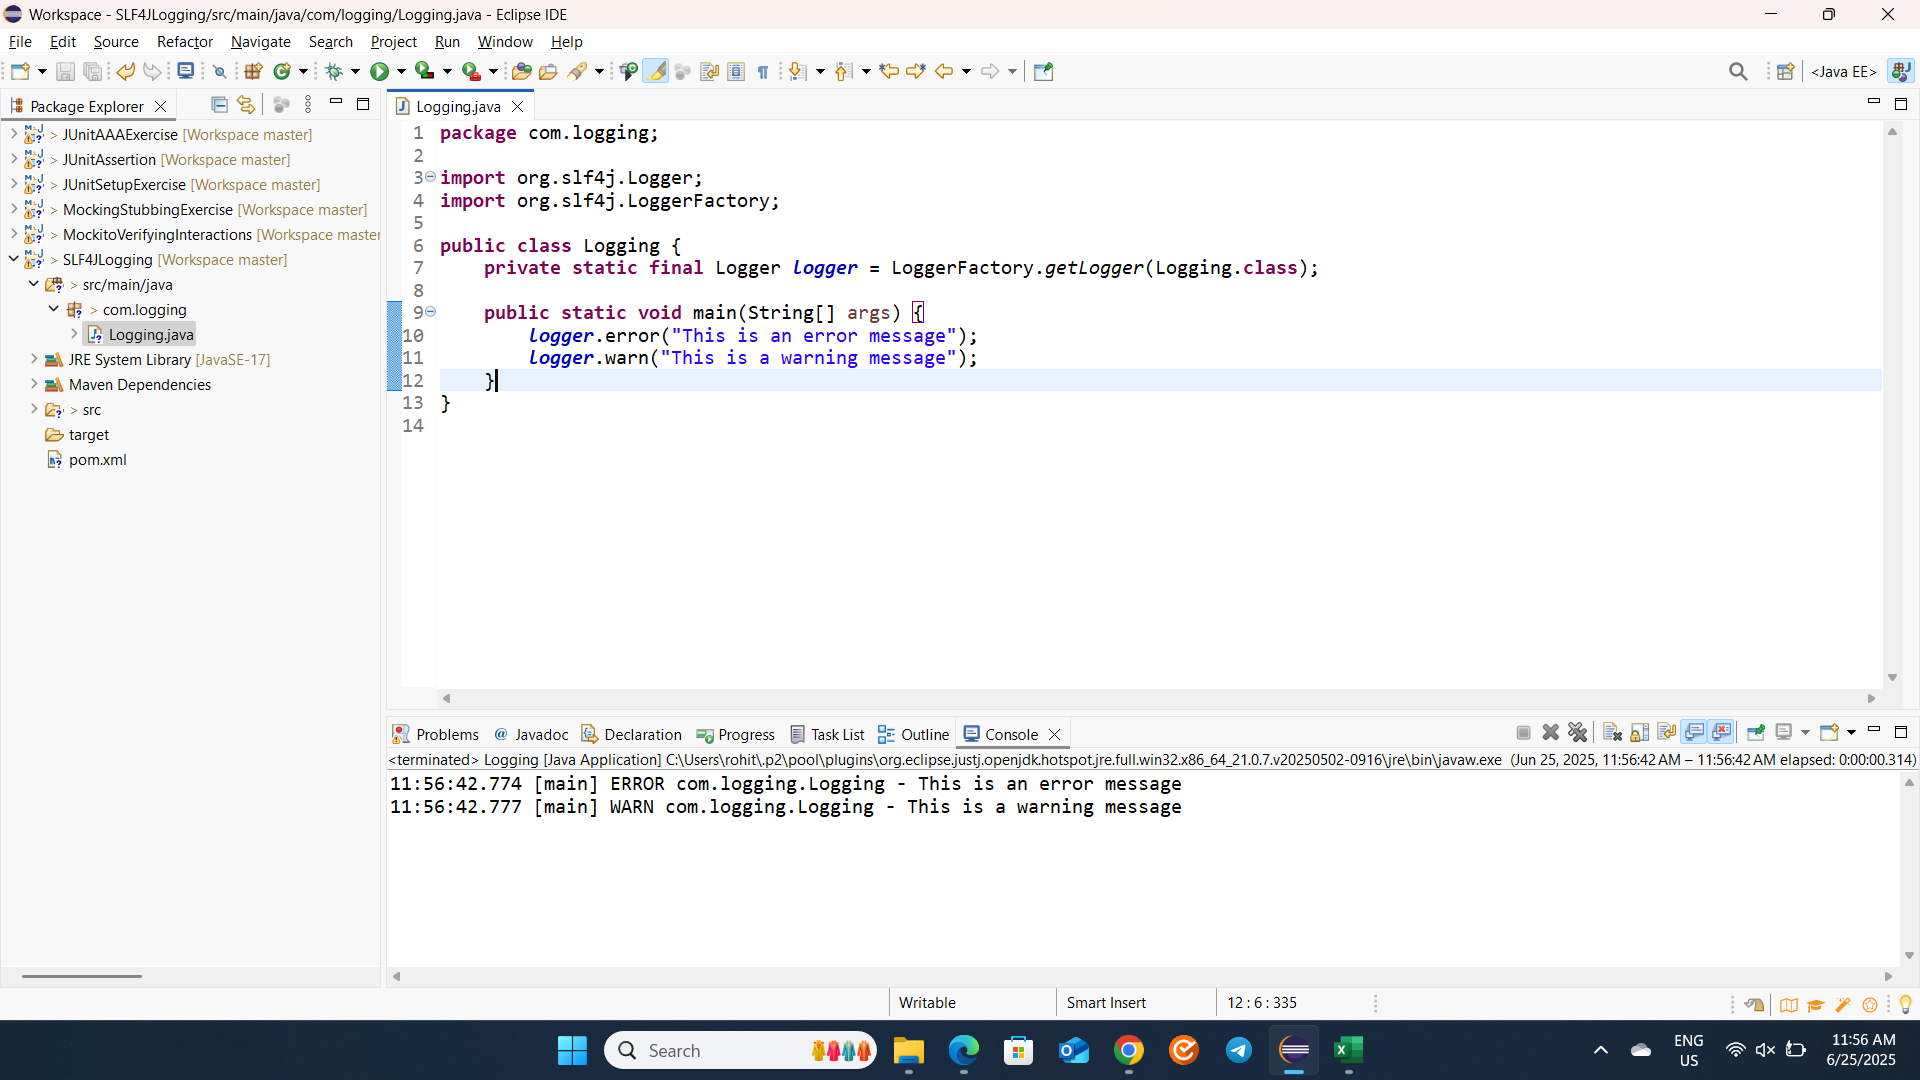 Workspace - SLF4JLogging/src/main/java/com/logging/Logging.java - Eclipse IDE
File Edit Source Refactor Navigate Search Project Run Window Help
<Java EE>
Package Explorer
> JUnitAAAExercise [Workspace master]
> JUnitAssertion [Workspace master]
> JUnitSetupExercise [Workspace master]
> MockingStubbingExercise [Workspace master]
> MockitoVerifyingInteractions [Workspace master
> SLF4JLogging [Workspace master]
> src/main/java
> com.logging
Logging.java
JRE System Library [JavaSE-17]
Maven Dependencies
> src
target
pom.xml
Logging.java
1 package com.logging;
2
3 import org.slf4j.Logger;
4 import org.slf4j.LoggerFactory;
5
6 public class Logging {
7     private static final Logger logger = LoggerFactory.getLogger(Logging.class);
8
9     public static void main(String[] args) {
10         logger.error("This is an error message");
11         logger.warn("This is a warning message");
12     }
13 }
14
Problems @ Javadoc Declaration Progress Task List Outline Console
<terminated> Logging [Java Application] C:\Users\rohit\.p2\pool\plugins\org.eclipse.justj.openjdk.hotspot.jre.full.win32.x86_64_21.0.7.v20250502-0916\jre\bin\javaw.exe (Jun 25, 2025, 11:56:42 AM – 11:56:42 AM elapsed: 0:00:00.314)
11:56:42.774 [main] ERROR com.logging.Logging - This is an error message
11:56:42.777 [main] WARN com.logging.Logging - This is a warning message
Writable Smart Insert 12 : 6 : 335
Search
ENG
US
11:56 AM
6/25/2025